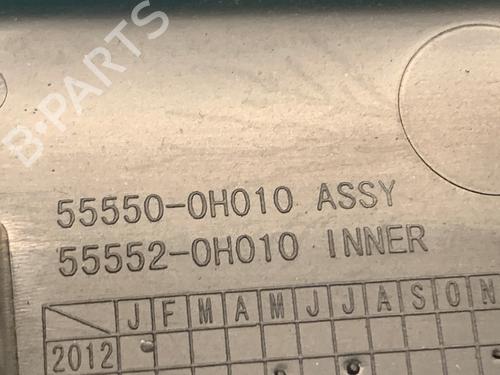 B-PARTS
55550-0H010 ASSY
55552-0H010 INNER
J F M A M J J A S O N
2012